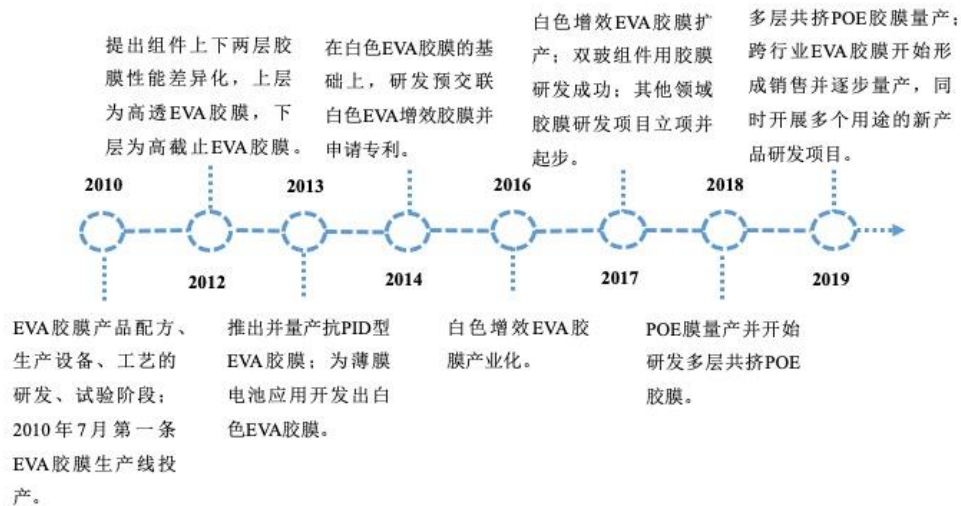 提出组件上下两层胶
膜性能差异化，上层
为高透EVA胶膜，下
层为高截止EVA胶膜。
在白色EVA胶膜的基
础上，研发预交联
白色EVA增效胶膜并
申请专利。
白色增效EVA胶膜扩
产；双玻组件用胶膜
研发成功；其他领域
胶膜研发项目立项并
起步。
多层共挤POE胶膜量产；
跨行业EVA胶膜开始形
成销售并逐步量产，同
时开展多个用途的新产
品研发项目。
2010
2013
2016
2018
2012
2014
2017
2019
EVA胶膜产品配方、
生产设备、工艺的
研发、试验阶段；
2010年7月第一条
EVA胶膜生产线投
产。
推出并量产抗PID型
EVA胶膜；为薄膜
电池应用开发出白
色EVA胶膜。
白色增效EVA胶
膜产业化。
POE膜量产并开始
研发多层共挤POE
胶膜。